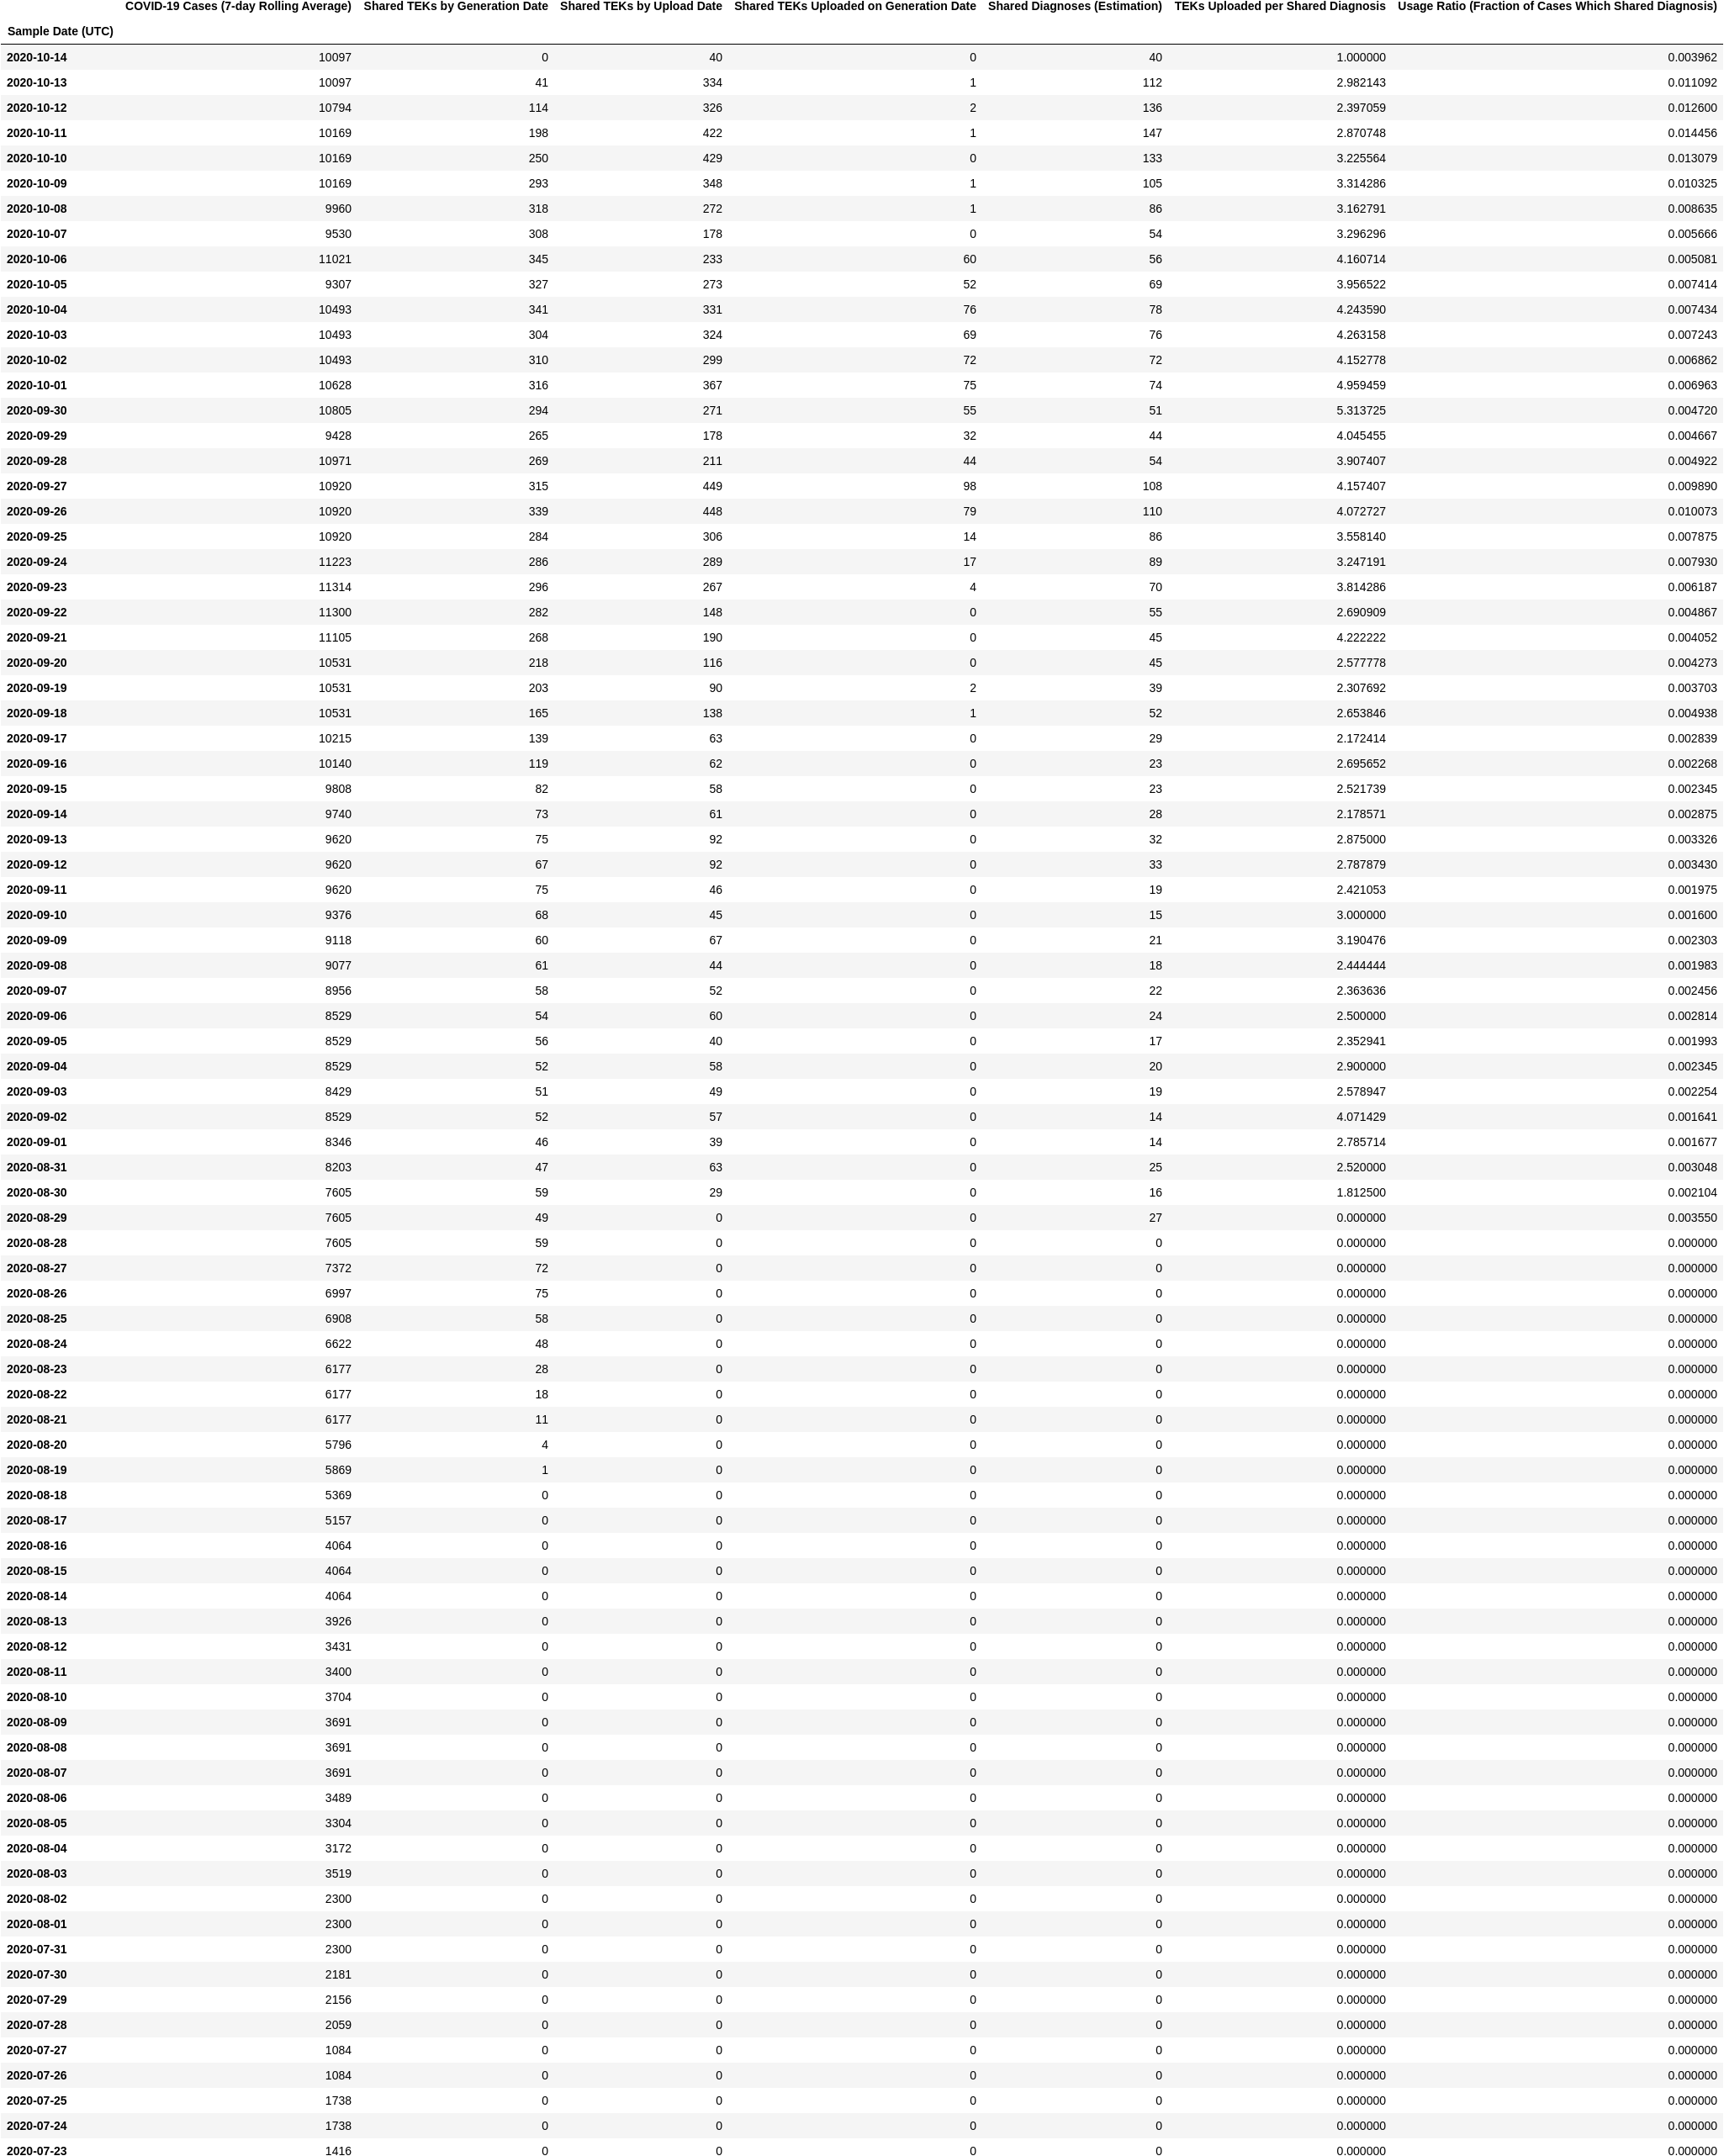 COVID-19 Cases (7-day Rolling Average) Shared TEKs by Generation Date Shared TEKs by Upload Date Shared TEKs Uploaded on Generation Date Shared Diagnoses (Estimation) TEKs Uploaded per Shared Diagnosis Usage Ratio (Fraction of Cases Which Shared Diagnosis)
Sample Date (UTC)
2020-10-14 10097 0 40 0 40 1.000000 0.003962
2020-10-13 10097 41 334 1 112 2.982143 0.011092
2020-10-12 10794 114 326 2 136 2.397059 0.012600
2020-10-11 10169 198 422 1 147 2.870748 0.014456
2020-10-10 10169 250 429 0 133 3.225564 0.013079
2020-10-09 10169 293 348 1 105 3.314286 0.010325
2020-10-08 9960 318 272 1 86 3.162791 0.008635
2020-10-07 9530 308 178 0 54 3.296296 0.005666
2020-10-06 11021 345 233 60 56 4.160714 0.005081
2020-10-05 9307 327 273 52 69 3.956522 0.007414
2020-10-04 10493 341 331 76 78 4.243590 0.007434
2020-10-03 10493 304 324 69 76 4.263158 0.007243
2020-10-02 10493 310 299 72 72 4.152778 0.006862
2020-10-01 10628 316 367 75 74 4.959459 0.006963
2020-09-30 10805 294 271 55 51 5.313725 0.004720
2020-09-29 9428 265 178 32 44 4.045455 0.004667
2020-09-28 10971 269 211 44 54 3.907407 0.004922
2020-09-27 10920 315 449 98 108 4.157407 0.009890
2020-09-26 10920 339 448 79 110 4.072727 0.010073
2020-09-25 10920 284 306 14 86 3.558140 0.007875
2020-09-24 11223 286 289 17 89 3.247191 0.007930
2020-09-23 11314 296 267 4 70 3.814286 0.006187
2020-09-22 11300 282 148 0 55 2.690909 0.004867
2020-09-21 11105 268 190 0 45 4.222222 0.004052
2020-09-20 10531 218 116 0 45 2.577778 0.004273
2020-09-19 10531 203 90 2 39 2.307692 0.003703
2020-09-18 10531 165 138 1 52 2.653846 0.004938
2020-09-17 10215 139 63 0 29 2.172414 0.002839
2020-09-16 10140 119 62 0 23 2.695652 0.002268
2020-09-15 9808 82 58 0 23 2.521739 0.002345
2020-09-14 9740 73 61 0 28 2.178571 0.002875
2020-09-13 9620 75 92 0 32 2.875000 0.003326
2020-09-12 9620 67 92 0 33 2.787879 0.003430
2020-09-11 9620 75 46 0 19 2.421053 0.001975
2020-09-10 9376 68 45 0 15 3.000000 0.001600
2020-09-09 9118 60 67 0 21 3.190476 0.002303
2020-09-08 9077 61 44 0 18 2.444444 0.001983
2020-09-07 8956 58 52 0 22 2.363636 0.002456
2020-09-06 8529 54 60 0 24 2.500000 0.002814
2020-09-05 8529 56 40 0 17 2.352941 0.001993
2020-09-04 8529 52 58 0 20 2.900000 0.002345
2020-09-03 8429 51 49 0 19 2.578947 0.002254
2020-09-02 8529 52 57 0 14 4.071429 0.001641
2020-09-01 8346 46 39 0 14 2.785714 0.001677
2020-08-31 8203 47 63 0 25 2.520000 0.003048
2020-08-30 7605 59 29 0 16 1.812500 0.002104
2020-08-29 7605 49 0 0 27 0.000000 0.003550
2020-08-28 7605 59 0 0 0 0.000000 0.000000
2020-08-27 7372 72 0 0 0 0.000000 0.000000
2020-08-26 6997 75 0 0 0 0.000000 0.000000
2020-08-25 6908 58 0 0 0 0.000000 0.000000
2020-08-24 6622 48 0 0 0 0.000000 0.000000
2020-08-23 6177 28 0 0 0 0.000000 0.000000
2020-08-22 6177 18 0 0 0 0.000000 0.000000
2020-08-21 6177 11 0 0 0 0.000000 0.000000
2020-08-20 5796 4 0 0 0 0.000000 0.000000
2020-08-19 5869 1 0 0 0 0.000000 0.000000
2020-08-18 5369 0 0 0 0 0.000000 0.000000
2020-08-17 5157 0 0 0 0 0.000000 0.000000
2020-08-16 4064 0 0 0 0 0.000000 0.000000
2020-08-15 4064 0 0 0 0 0.000000 0.000000
2020-08-14 4064 0 0 0 0 0.000000 0.000000
2020-08-13 3926 0 0 0 0 0.000000 0.000000
2020-08-12 3431 0 0 0 0 0.000000 0.000000
2020-08-11 3400 0 0 0 0 0.000000 0.000000
2020-08-10 3704 0 0 0 0 0.000000 0.000000
2020-08-09 3691 0 0 0 0 0.000000 0.000000
2020-08-08 3691 0 0 0 0 0.000000 0.000000
2020-08-07 3691 0 0 0 0 0.000000 0.000000
2020-08-06 3489 0 0 0 0 0.000000 0.000000
2020-08-05 3304 0 0 0 0 0.000000 0.000000
2020-08-04 3172 0 0 0 0 0.000000 0.000000
2020-08-03 3519 0 0 0 0 0.000000 0.000000
2020-08-02 2300 0 0 0 0 0.000000 0.000000
2020-08-01 2300 0 0 0 0 0.000000 0.000000
2020-07-31 2300 0 0 0 0 0.000000 0.000000
2020-07-30 2181 0 0 0 0 0.000000 0.000000
2020-07-29 2156 0 0 0 0 0.000000 0.000000
2020-07-28 2059 0 0 0 0 0.000000 0.000000
2020-07-27 1084 0 0 0 0 0.000000 0.000000
2020-07-26 1084 0 0 0 0 0.000000 0.000000
2020-07-25 1738 0 0 0 0 0.000000 0.000000
2020-07-24 1738 0 0 0 0 0.000000 0.000000
2020-07-23 1416 0 0 0 0 0.000000 0.000000